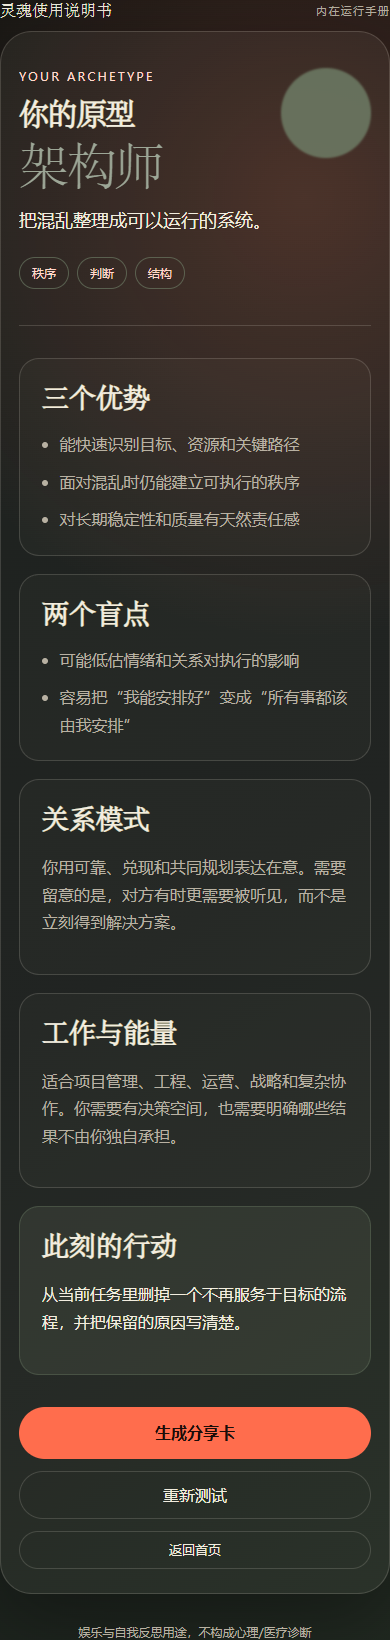 灵魂使用说明书
内在运行手册
YOUR ARCHETYPE
你的原型
架构师
把混乱整理成可以运行的系统。
秩序
判断
结构
三个优势
• 能快速识别目标、资源和关键路径
• 面对混乱时仍能建立可执行的秩序
• 对长期稳定性和质量有天然责任感
两个盲点
• 可能低估情绪和关系对执行的影响
• 容易把“我能安排好”变成“所有事都该
由我安排”
关系模式
你用可靠、兑现和共同规划表达在意。需要
留意的是，对方有时更需要被听见，而不是
立刻得到解决方案。
工作与能量
适合项目管理、工程、运营、战略和复杂协
作。你需要有决策空间，也需要明确哪些结
果不由你独自承担。
此刻的行动
从当前任务里删掉一个不再服务于目标的流
程，并把保留的原因写清楚。
生成分享卡
重新测试
返回首页
娱乐与自我反思用途，不构成心理/医疗诊断